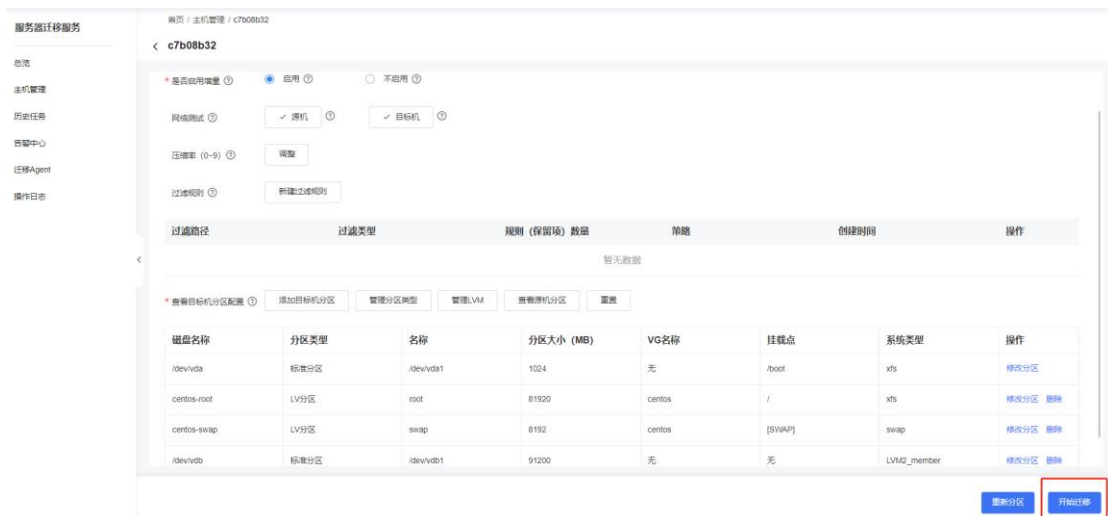 服务器迁移服务
总览
主机管理
历史任务
告警中心
迁移Agent
操作日志
首页 / 主机管理 / c7b08b32
< c7b08b32
* 是否启用增量 ? 启用 ? 不启用 ?
网络测试 ? ✓ 源机 ? ✓ 目标机 ?
压缩率 (0~9) ? 调整
过滤规则 ? 新建过滤规则
过滤路径 过滤类型 规则 (保留项) 数量 策略 创建时间 操作
暂无数据
* 查看目标机分区配置 ? 添加目标机分区 管理分区类型 管理LVM 查看源机分区 重置
磁盘名称 分区类型 名称 分区大小 (MB) VG名称 挂载点 系统类型 操作
/dev/vda 标准分区 /dev/vda1 1024 无 /boot xfs 修改分区
centos-root LV分区 root 81920 centos / xfs 修改分区 删除
centos-swap LV分区 swap 8192 centos [SWAP] swap 修改分区 删除
/dev/vdb 标准分区 /dev/vdb1 91200 无 无 LVM2_member 修改分区 删除
重新分区 开始迁移